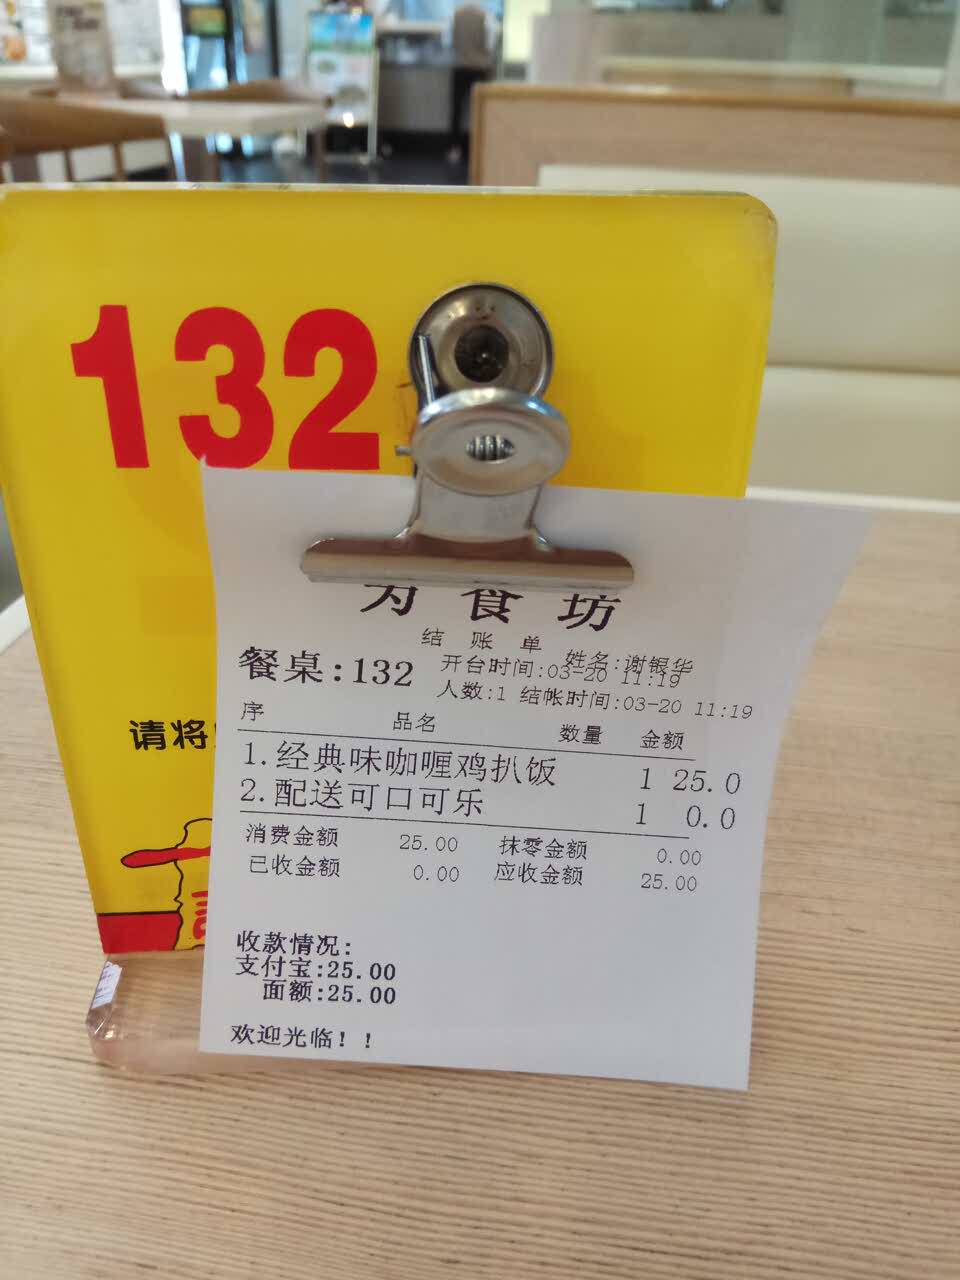 132
为食坊
结账单
姓名:谢银华
餐桌:132 开台时间:03-20 11:19
人数:1 结帐时间:03-20 11:19
序 品名 数量 金额
1.经典味咖喱鸡扒饭 1 25.0
2.配送可口可乐 1 0.0
消费金额 25.00 抹零金额 0.00
已收金额 0.00 应收金额 25.00
收款情况:
支付宝:25.00
面额:25.00
欢迎光临!!
请将